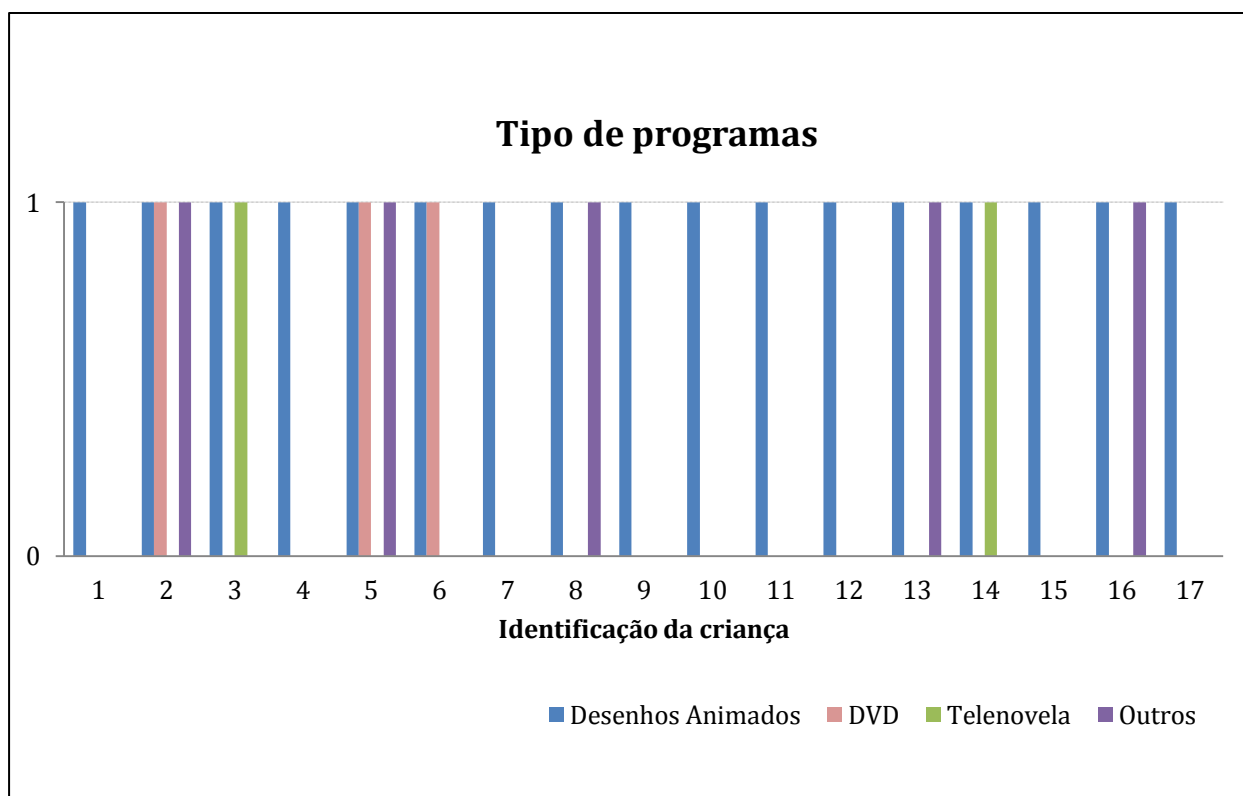 Tipo de programas
1
0
1 2 3 4 5 6 7 8 9 10 11 12 13 14 15 16 17
Identificação da criança
Desenhos Animados DVD Telenovela Outros